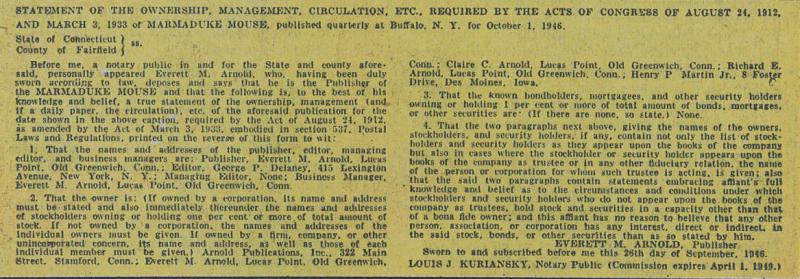 STATEMENT OF THE OWNERSHIP, MANAGEMENT, CIRCULATION, ETC., REQUIRED BY THE ACTS OF CONGRESS OF AUGUST 24, 1912,
AND MARCH 3, 1933 OF MARMADUKE MOUSE, published quarterly at Buffalo, N. Y. for October 1, 1946.
State of Connecticut } ss.
County of Fairfield
Before me, a notary public in and for the State and county afore-
said, personally appeared Everett M. Arnold, who, having been duly
sworn according to law, deposes and says that he is the Publisher of
the MARMADUKE MOUSE and that the following is, to the best of his
knowledge and belief, a true statement of the ownership, management (and
if a daily paper, the circulation), etc. of the aforesaid publication for the
date shown in the above caption, required by the Act of August 24, 1912,
as amended by the Act of March 3, 1933, embodied in section 537, Postal
Laws and Regulations, printed on the reverse of this form to wit:
1. That the names and addresses of the publisher, editor, managing
editor, and business managers are: Publisher, Everett M. Arnold, Lucas
Point, Old Greenwich, Conn.; Editor, George P. Delaney, 415 Lexington
Avenue, New York, N. Y.; Managing Editor, None; Business Manager,
Everett M. Arnold, Lucas Point, Old Greenwich, Conn.
2. That the owner is: (If owned by a corporation, its name and address
must be stated and also immediately thereunder the names and addresses
of stockholders owning or holding one per cent or more of total amount of
stock. If not owned by a corporation, the names and addresses of the
individual owners must be given. If owned by a firm, company, or other
unincorporated concern, its name and address, as well as those of each
individual member must be given.) Arnold Publications, Inc., 322 Main
Street, Stamford, Conn.; Everett M. Arnold, Lucas Point, Old Greenwich,
Conn.; Claire C. Arnold, Lucas Point, Old Greenwich, Conn.; Richard E.
Arnold, Lucas Point, Old Greenwich, Conn.; Henry P Martin Jr., 8 Foster
Drive, Des Moines, Iowa.
3. That the known bondholders, mortgagees, and other security holders
owning or holding 1 per cent or more of total amount of bonds, mortgages,
or other securities are: (If there are none, so state.) None.
4. That the two paragraphs next above, giving the names of the owners,
stockholders, and security holders, if any, contain not only the list of stock-
holders and security holders as they appear upon the books of the company
but also in cases where the stockholder or security holder appears upon the
books of the company as trustee or in any other fiduciary relation, the name
of the person or corporation for whom such trustee is acting, is given; also
that the said two paragraphs contain statements embracing affiant's full
knowledge and belief as to the circumstances and conditions under which
stockholders and security holders who do not appear upon the books of the
company as trustees, hold stock and securities in a capacity other than that
of a bona fide owner; and this affiant has no reason to believe that any other
person, association, or corporation has any interest, direct or indirect, in
the said stock, bonds, or other securities than as so stated by him.
EVERETT M. ARNOLD, Publisher
Sworn to and subscribed before me this 26th day of September, 1946.
LOUIS J. KURIANSKY, Notary Public (Commission expires April 1, 1949.)